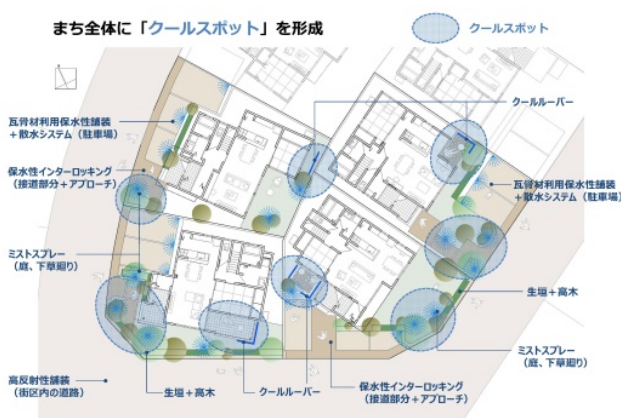 まち全体に「クールスポット」を形成
クールスポット
クールルーバー
瓦骨材利用保水性舗装
+散水システム（駐車場）
保水性インターロッキング
（接道部分+アプローチ）
瓦骨材利用保水性舗装
+散水システム（駐車場）
ミストスプレー
（庭、下草廻り）
生垣+高木
ミストスプレー
（庭、下草廻り）
高反射性舗装
（街区内の道路）
生垣+高木
クールルーバー
保水性インターロッキング
（接道部分+アプローチ）